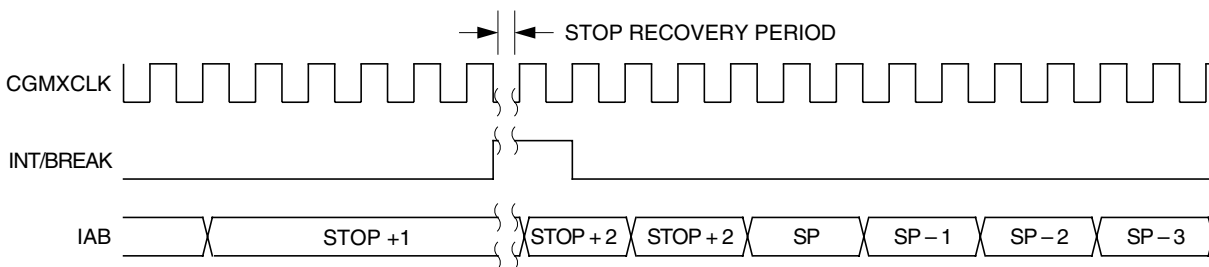 STOP RECOVERY PERIOD
CGMXCLK
INT/BREAK
IAB STOP +1 STOP + 2 STOP + 2 SP SP – 1 SP – 2 SP – 3